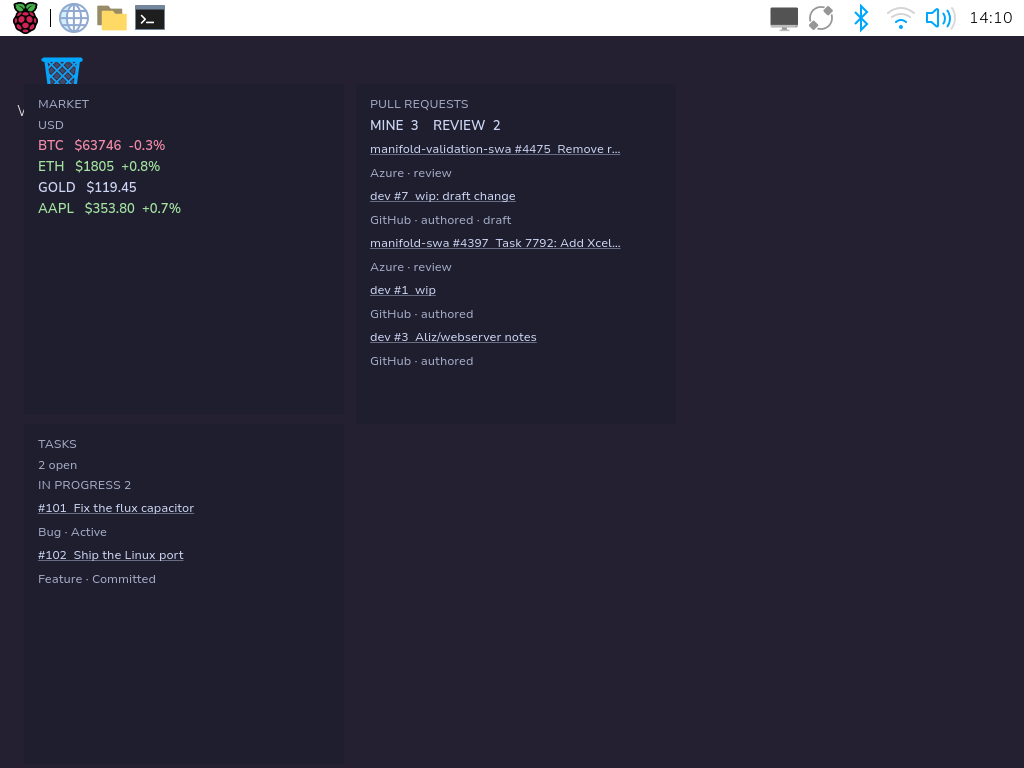 14:10
MARKET
USD
BTC $63746 -0.3%
ETH $1805 +0.8%
GOLD $119.45
AAPL $353.80 +0.7%
PULL REQUESTS
MINE 3 REVIEW 2
manifold-validation-swa #4475 Remove r...
Azure · review
dev #7 wip: draft change
GitHub · authored · draft
manifold-swa #4397 Task 7792: Add Xcel...
Azure · review
dev #1 wip
GitHub · authored
dev #3 Aliz/webserver notes
GitHub · authored
TASKS
2 open
IN PROGRESS 2
#101 Fix the flux capacitor
Bug · Active
#102 Ship the Linux port
Feature · Committed